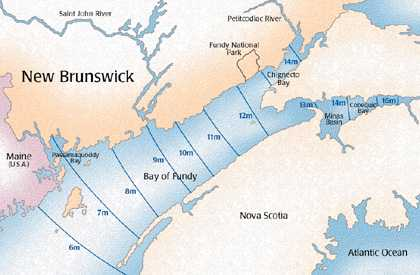 Saint John River
Petitcodiac River
Fundy National
Park
14m
Chignecto
Bay
New Brunswick
12m
13m
14m
Cobequid
Bay
16m
Minas
Basin
11m
10m
9m
Maine
(U.S.A)
Passamaquoddy
Bay
8m
Bay of Fundy
7m
Nova Scotia
6m
Atlantic Ocean